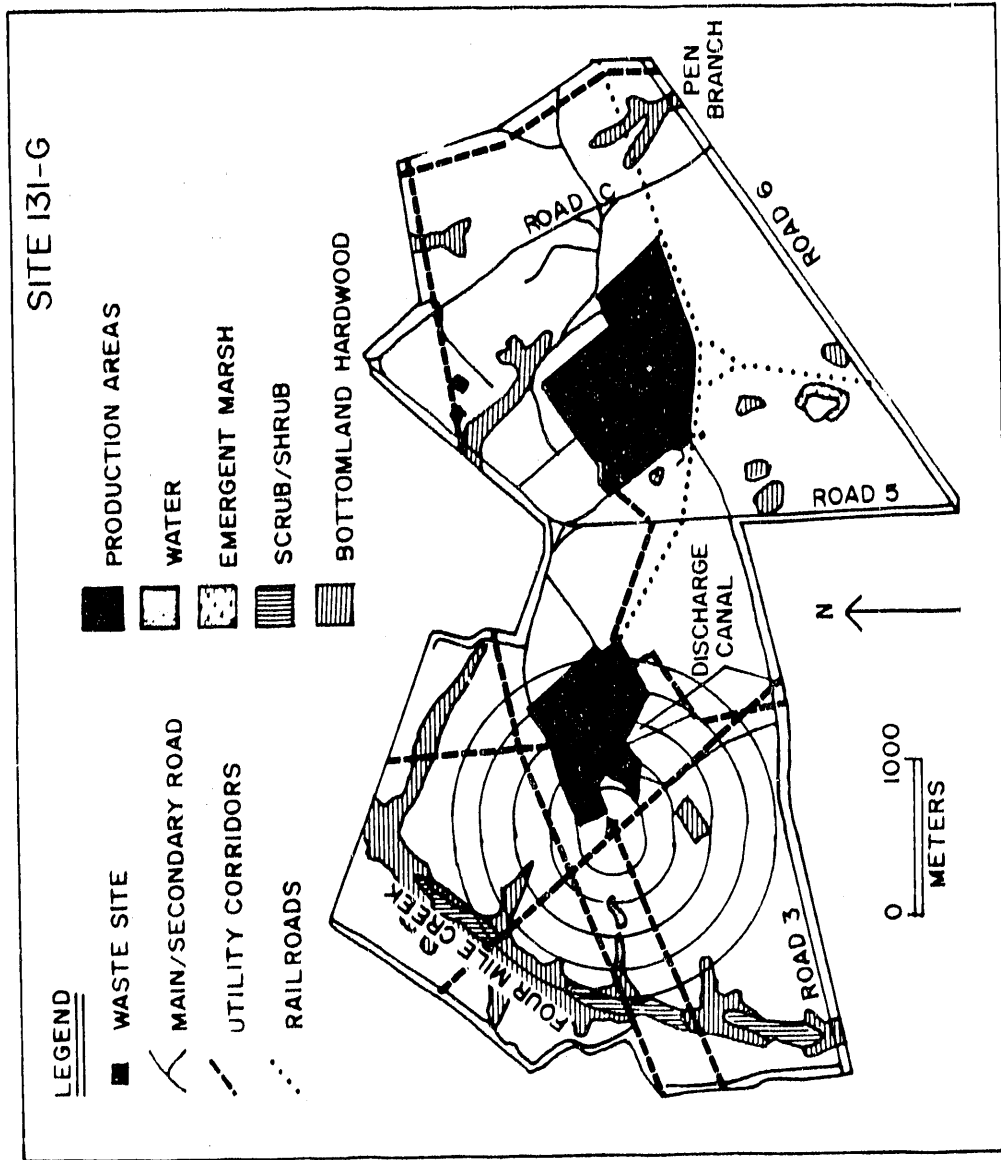 SITE 131-G
LEGEND
WASTE SITE
MAIN/SECONDARY ROAD
UTILITY CORRIDORS
RAILROADS
PRODUCTION AREAS
WATER
EMERGENT MARSH
SCRUB/SHRUB
BOTTOMLAND HARDWOOD
FOUR MILE CREEK
ROAD C
PEN
BRANCH
ROAD 6
ROAD 5
DISCHARGE
CANAL
ROAD 3
N
0 1000
METERS